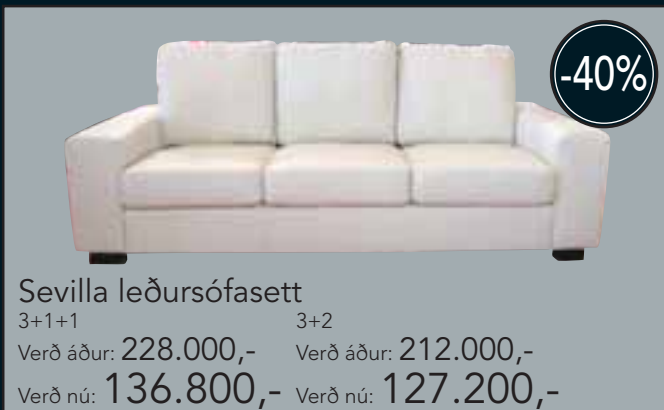 -40%
Sevilla leðursófasett
3+1+1 3+2
Verð áður: 228.000,- Verð áður: 212.000,-
Verð nú: 136.800,- Verð nú: 127.200,-